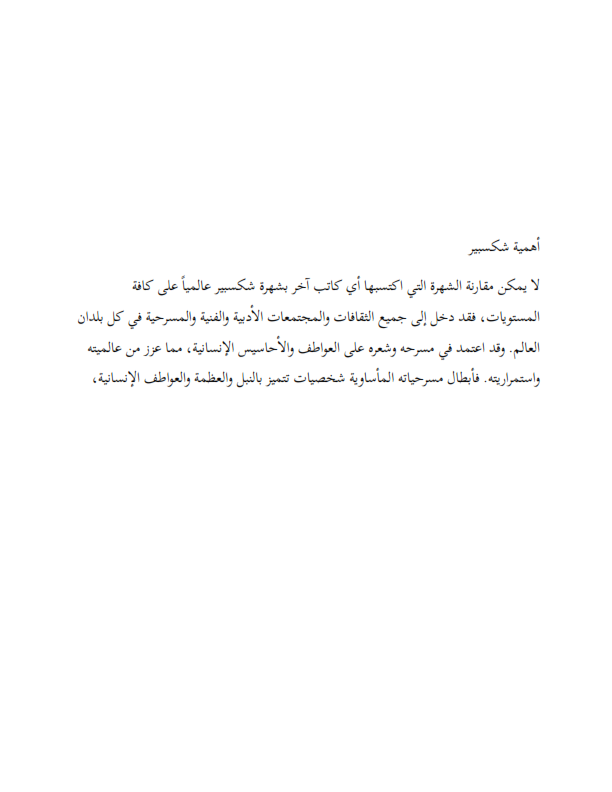 أهمية شكسبير
لا يمكن مقارنة الشهرة التي اكتسبها أي كاتب آخر بشهرة شكسبير عالمياً على كافة
المستويات، فقد دخل إلى جميع الثقافات والمجتمعات الأدبية والفنية والمسرحية في كل بلدان
العالم. وقد اعتمد في مسرحه وشعره على العواطف والأحاسيس الإنسانية، مما عزز من عالميته
واستمراريته. فأبطال مسرحياته المأساوية شخصيات تتميز بالنبل والعظمة والعواطف الإنسانية،